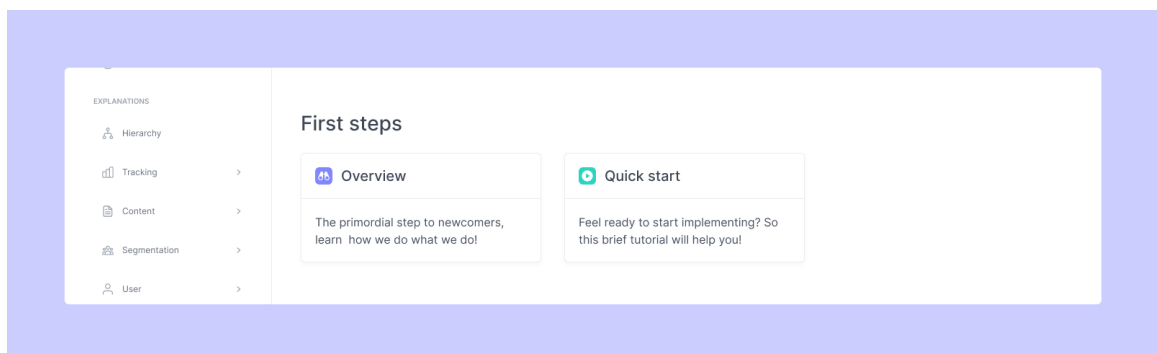 EXPLANATIONS
Hierarchy
Tracking
Content
Segmentation
User
First steps
Overview
The primordial step to newcomers,
learn how we do what we do!
Quick start
Feel ready to start implementing? So
this brief tutorial will help you!